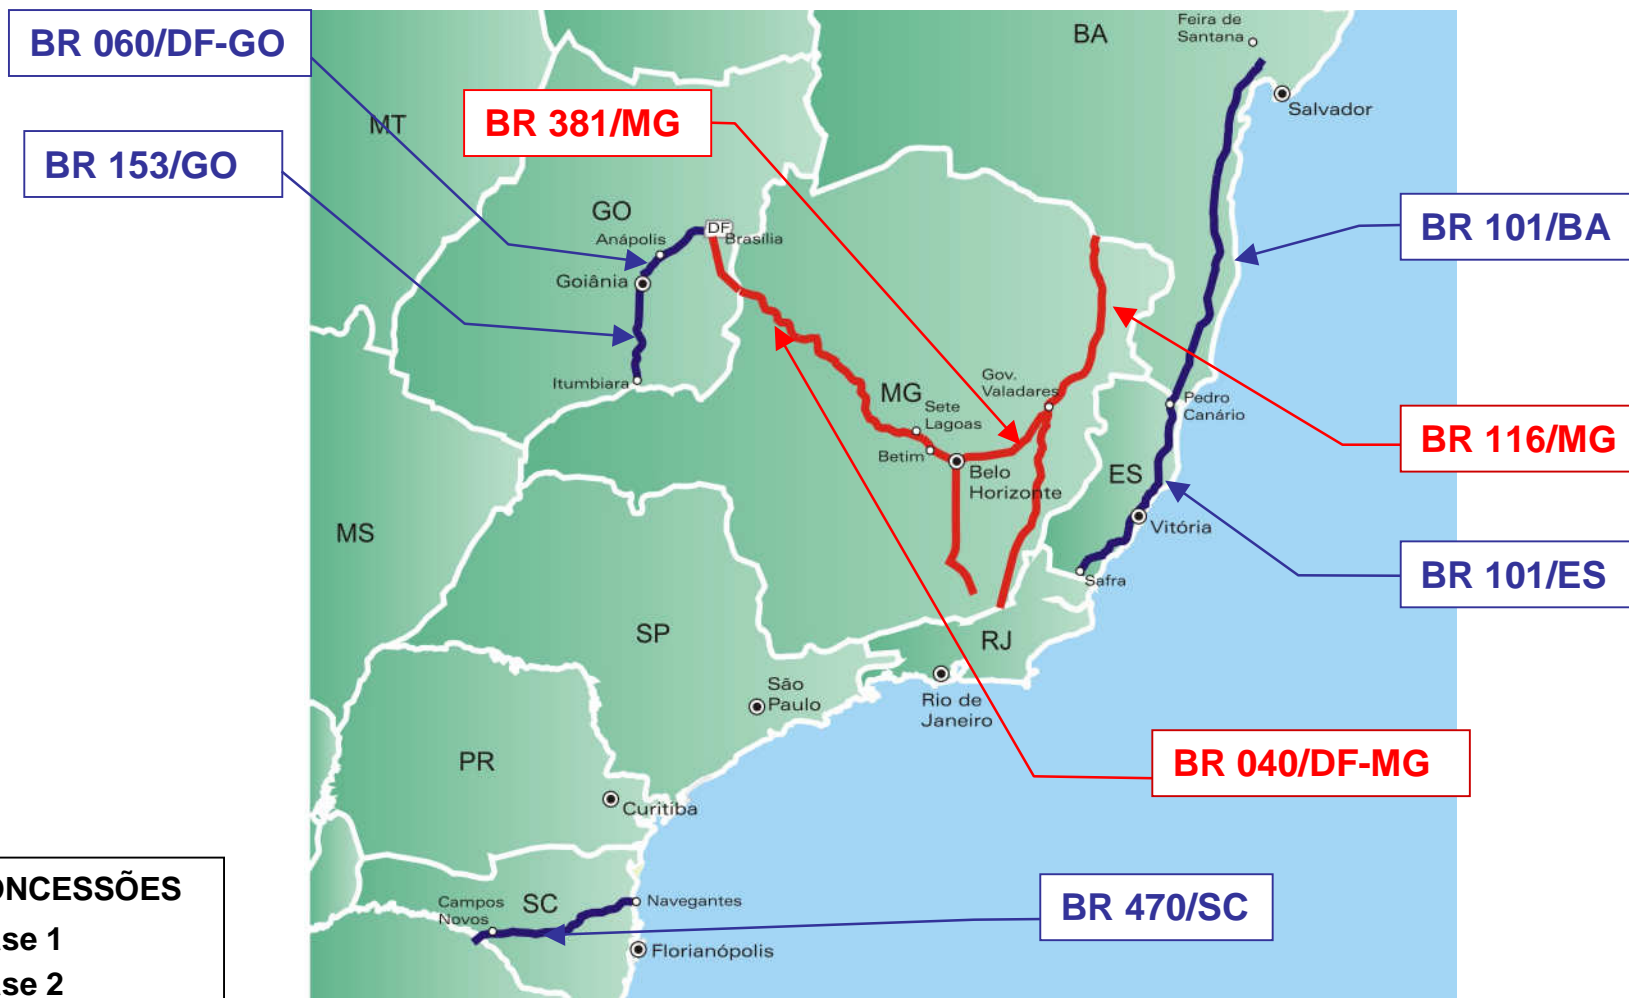 BR 060/DF-GO
BR 153/GO
BR 381/MG
BR 101/BA
BR 116/MG
BR 101/ES
BR 040/DF-MG
BR 470/SC
BA
Feira de
Santana
Salvador
MT
GO
DF
Brasília
Anápolis
Goiânia
Itumbiara
MG
Sete
Lagoas
Betim
Belo
Horizonte
Gov.
Valadares
Pedro
Canário
ES
Vitória
Safra
MS
SP
RJ
São
Paulo
Rio de
Janeiro
PR
Curitiba
SC
Campos
Novos
Navegantes
Florianópolis
ONCESSÕES
se 1
se 2